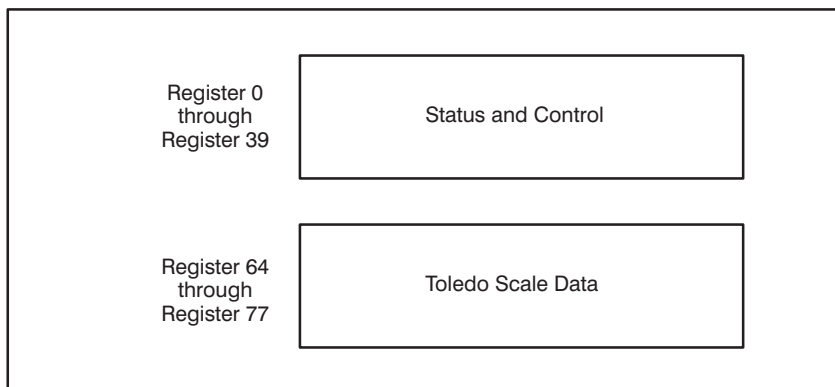 Register 0
through
Register 39
Status and Control
Register 64
through
Register 77
Toledo Scale Data